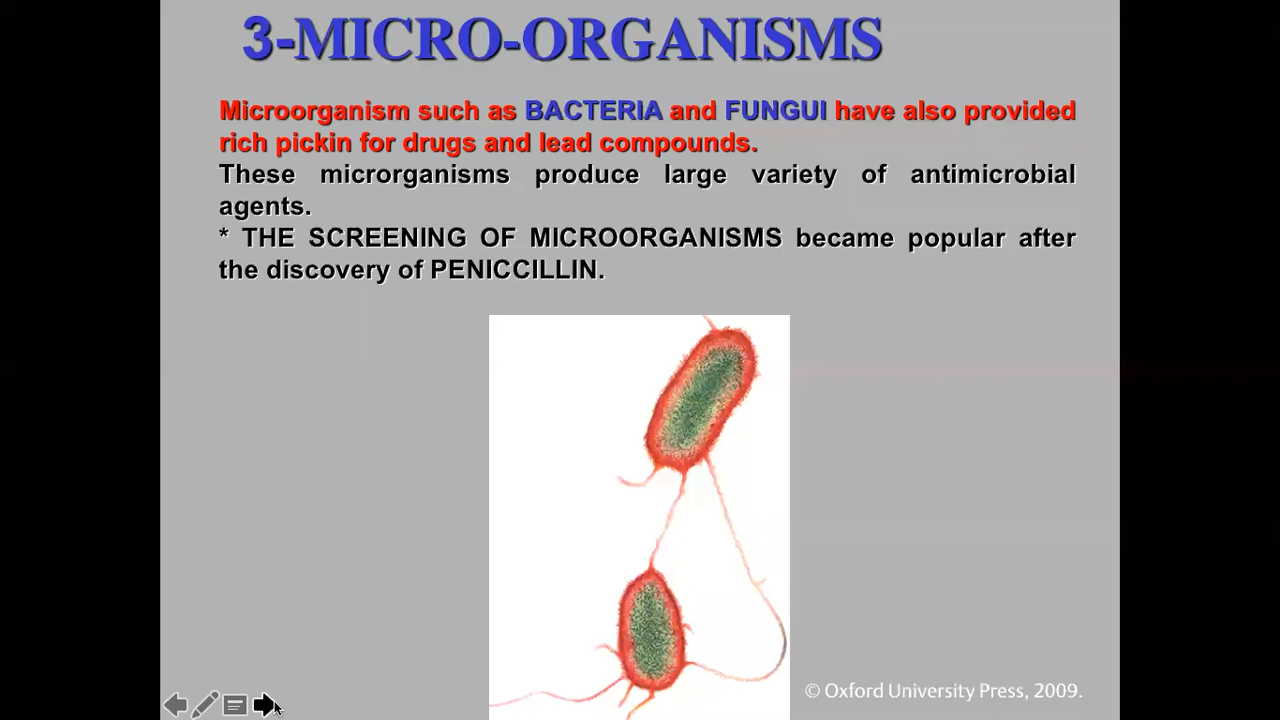 3-MICRO-ORGANISMS
Microorganism such as BACTERIA and FUNGUI have also provided
rich pickin for drugs and lead compounds.
These microrganisms produce large variety of antimicrobial
agents.
* THE SCREENING OF MICROORGANISMS became popular after
the discovery of PENICCILLIN.
© Oxford University Press, 2009.